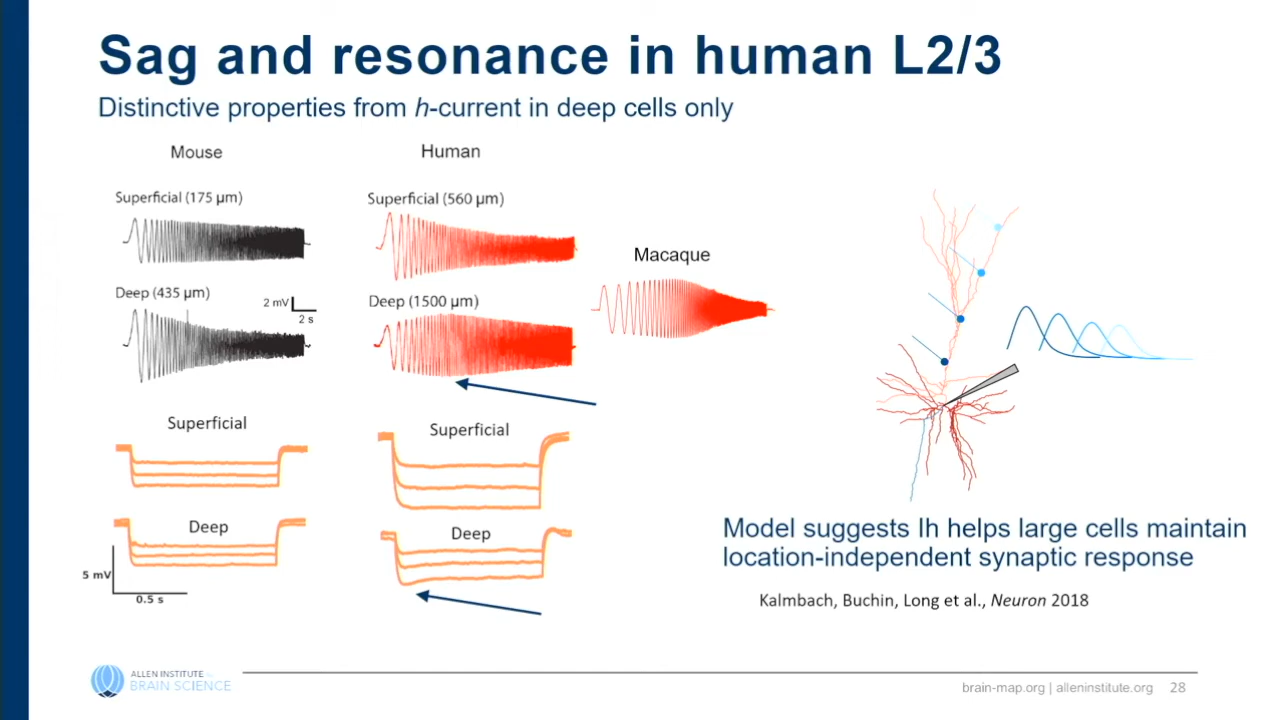 Sag and resonance in human L2/3
Distinctive properties from h-current in deep cells only
Mouse
Human
Superficial (175 µm)
Superficial (560 µm)
Macaque
Deep (435 µm)
2 mV
2 s
Deep (1500 µm)
Superficial
Superficial
Deep
Deep
5 mV
0.5 s
Model suggests Ih helps large cells maintain
location-independent synaptic response
Kalmbach, Buchin, Long et al., Neuron 2018
ALLEN INSTITUTE
BRAIN SCIENCE
brain-map.org | alleninstitute.org 28